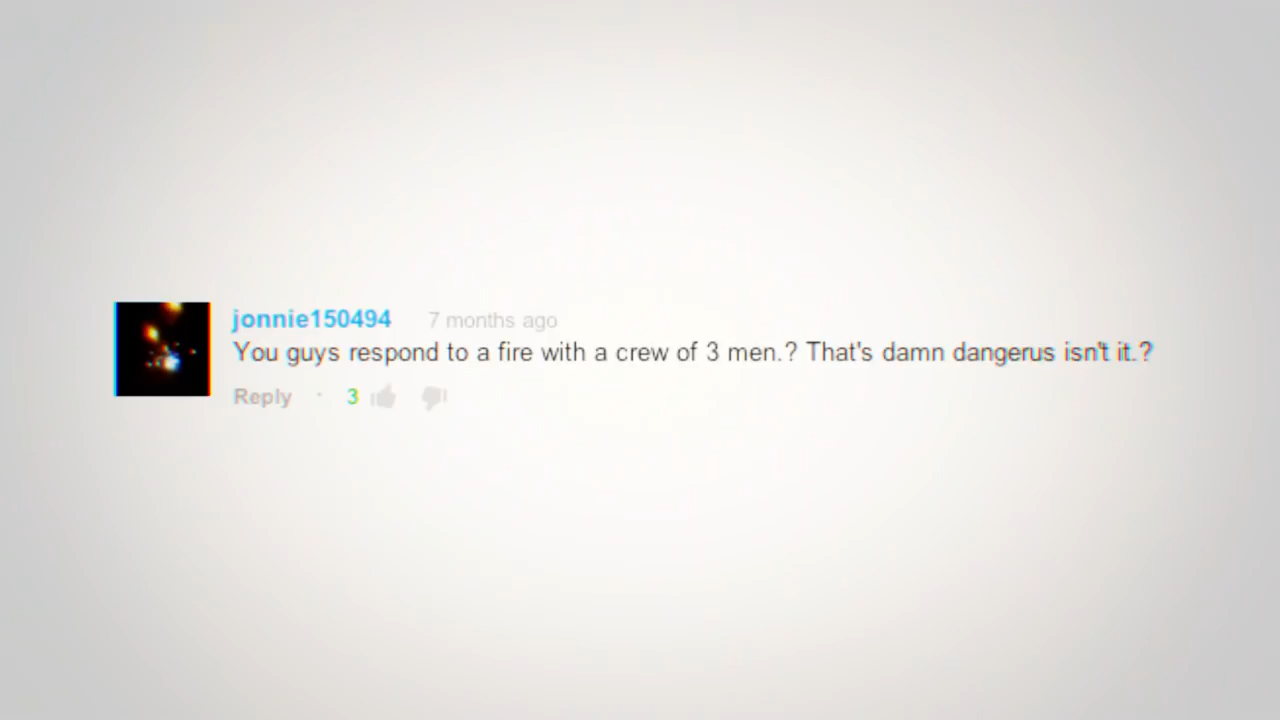 jonnie150494 7 months ago
You guys respond to a fire with a crew of 3 men.? That's damn dangerus isn't it.?
Reply · 3